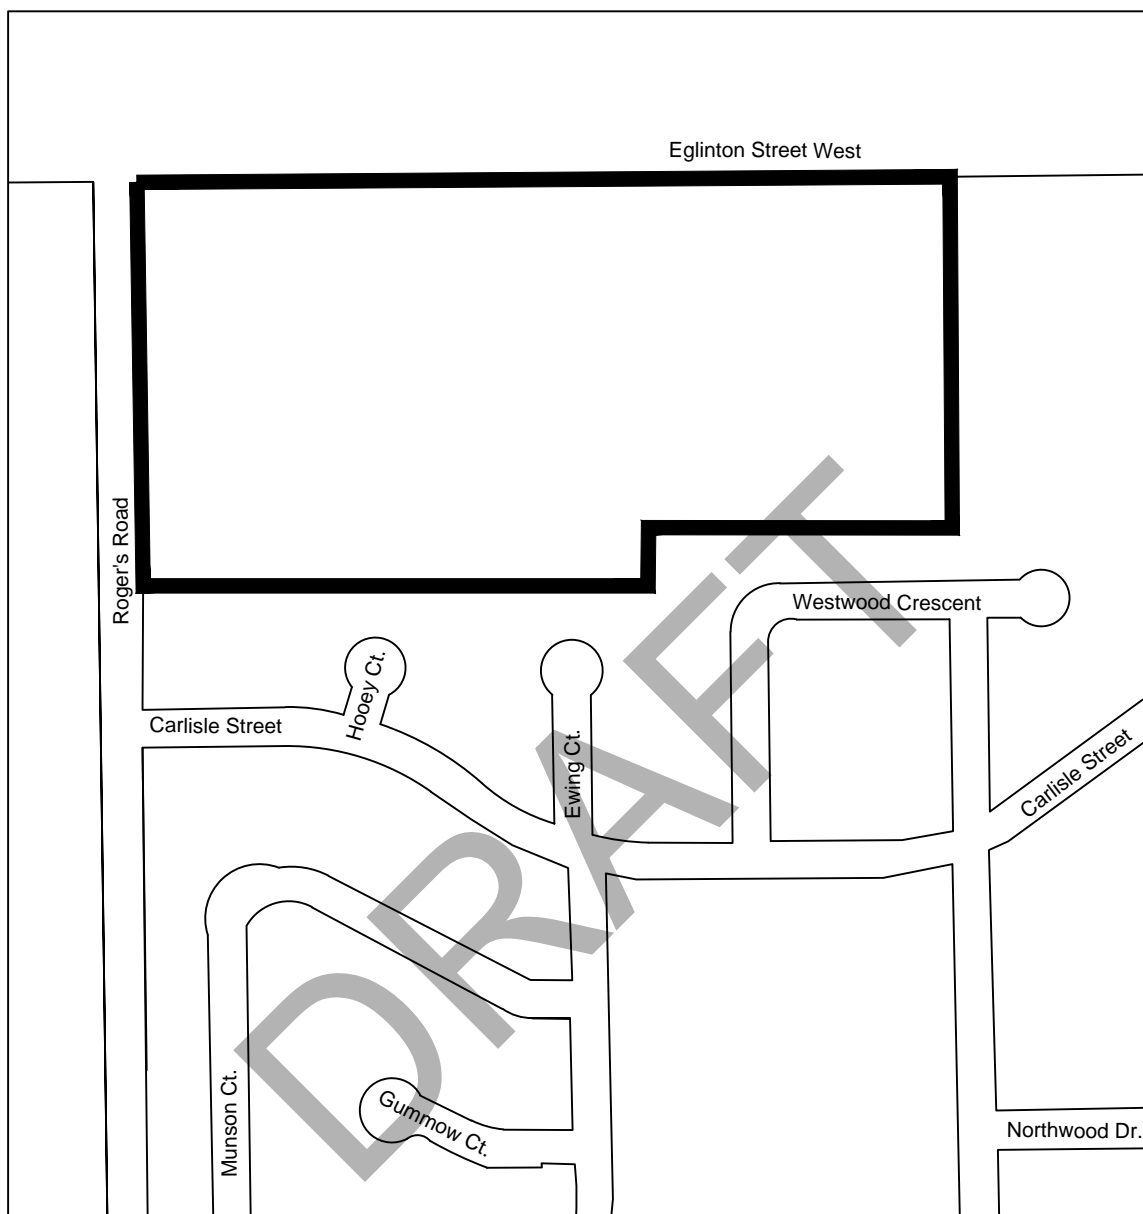 Eglinton Street West
Roger's Road
Westwood Crescent
Hooey Ct.
Carlisle Street
Ewing Ct.
Carlisle Street
DRAFT
Munson Ct.
Gummow Ct.
Northwood Dr.